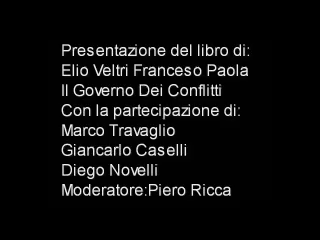 Presentazione del libro di:
Elio Veltri Franceso Paola
Il Governo Dei Conflitti
Con la partecipazione di:
Marco Travaglio
Giancarlo Caselli
Diego Novelli
Moderatore:Piero Ricca